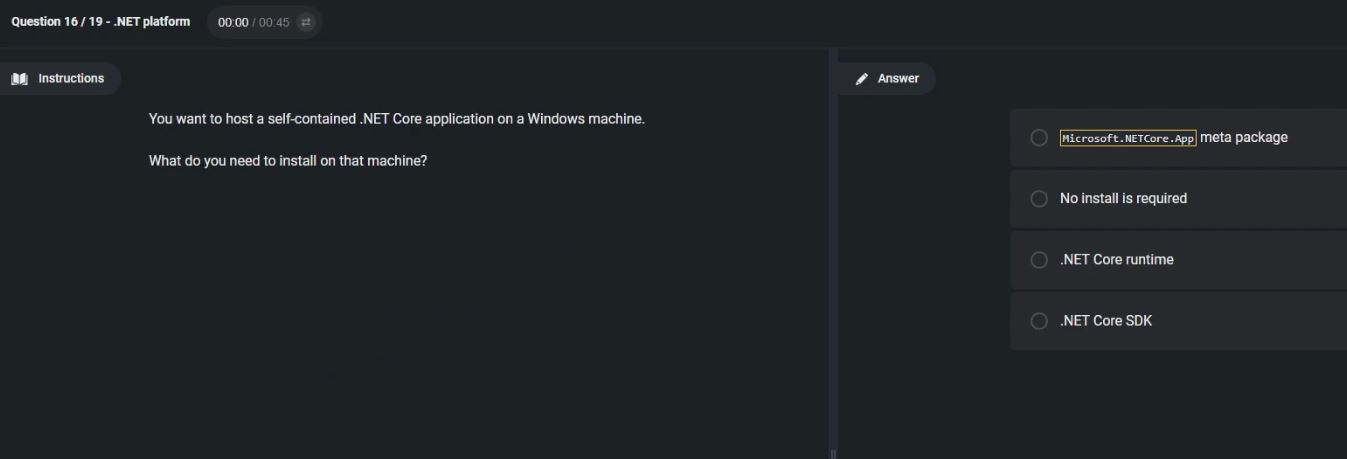 Question 16 / 19 - .NET platform 00:00 / 00:45
Instructions
You want to host a self-contained .NET Core application on a Windows machine.
What do you need to install on that machine?
Answer
Microsoft.NETCore.App meta package
No install is required
.NET Core runtime
.NET Core SDK